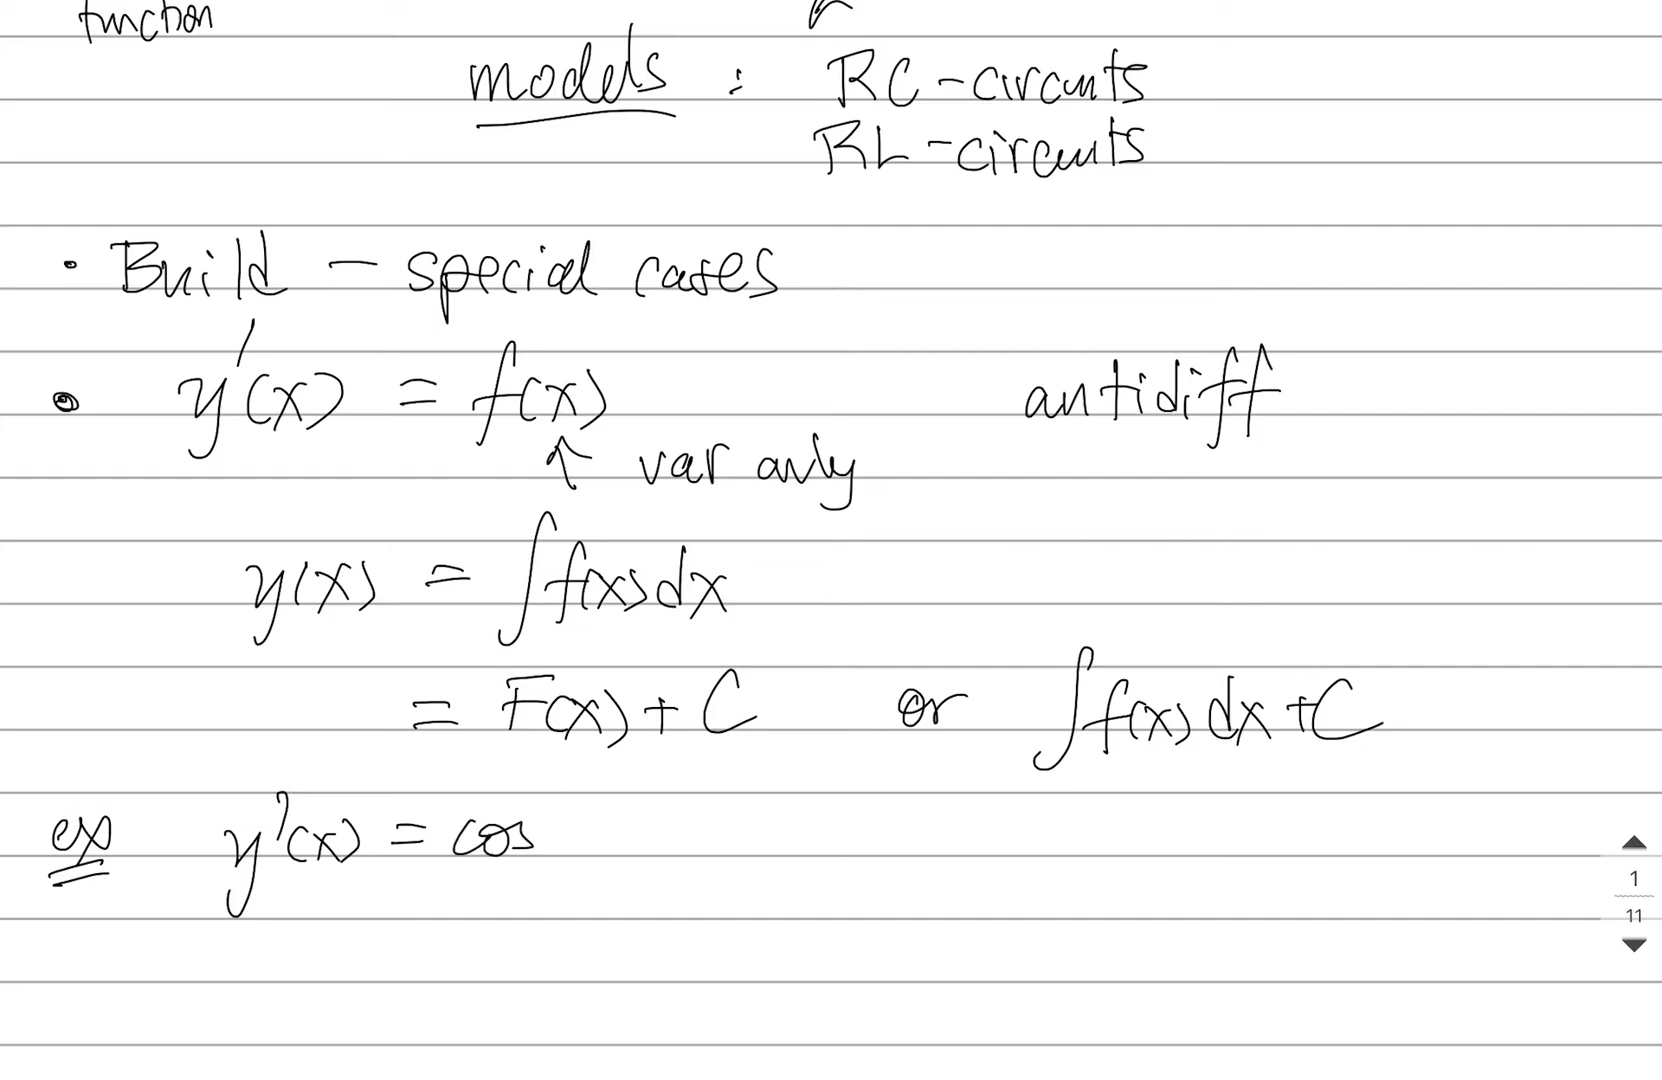 function
models : RC-circuits
RL-circuits
· Build – special cases
• y'(x) = f(x) antidiff
↑ var only
y(x) = ∫f(x)dx
= F(x) + C or ∫f(x)dx + C
ex y'(x) = cos
1
11